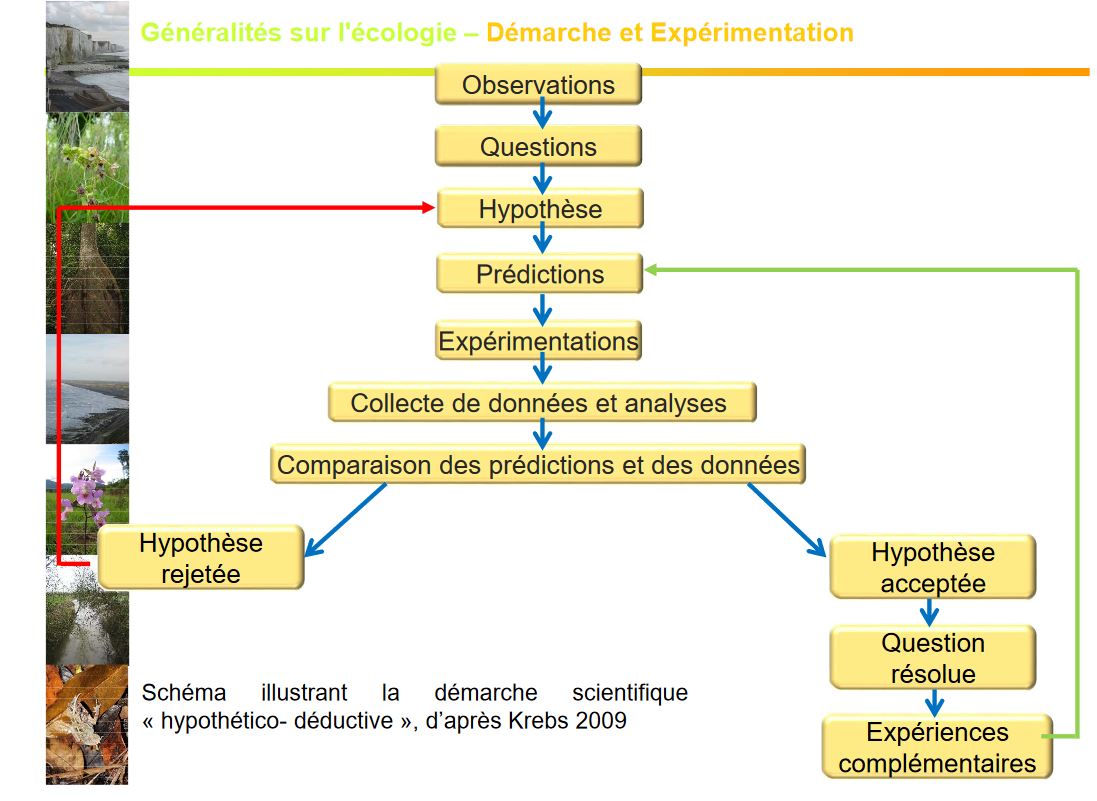 Généralités sur l'écologie – Démarche et Expérimentation
Observations
Questions
Hypothèse
Prédictions
Expérimentations
Collecte de données et analyses
Comparaison des prédictions et des données
Hypothèse
rejetée
Hypothèse
acceptée
Question
résolue
Expériences
complémentaires
Schéma illustrant la démarche scientifique
« hypothético- déductive », d’après Krebs 2009